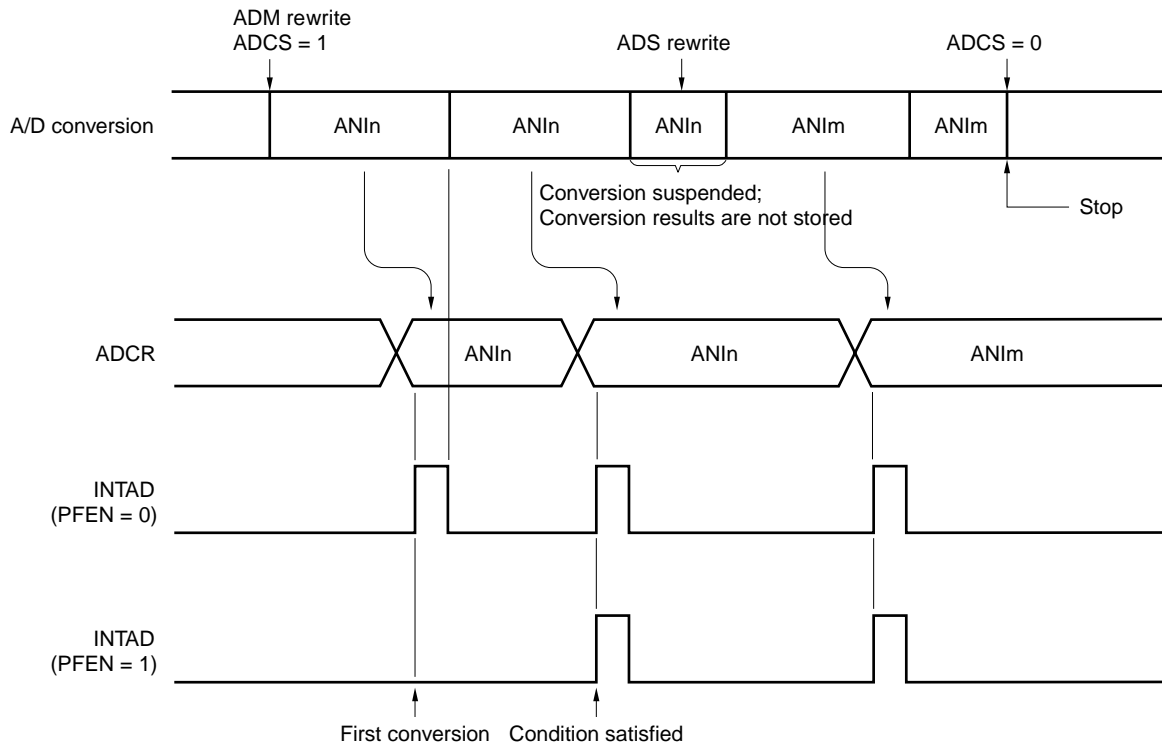 ADM rewrite
ADCS = 1
ADS rewrite
ADCS = 0
A/D conversion
ANIn
ANIn
ANIn
ANIm
ANIm
Conversion suspended;
Conversion results are not stored
Stop
ADCR
ANIn
ANIn
ANIm
INTAD
(PFEN = 0)
INTAD
(PFEN = 1)
First conversion
Condition satisfied